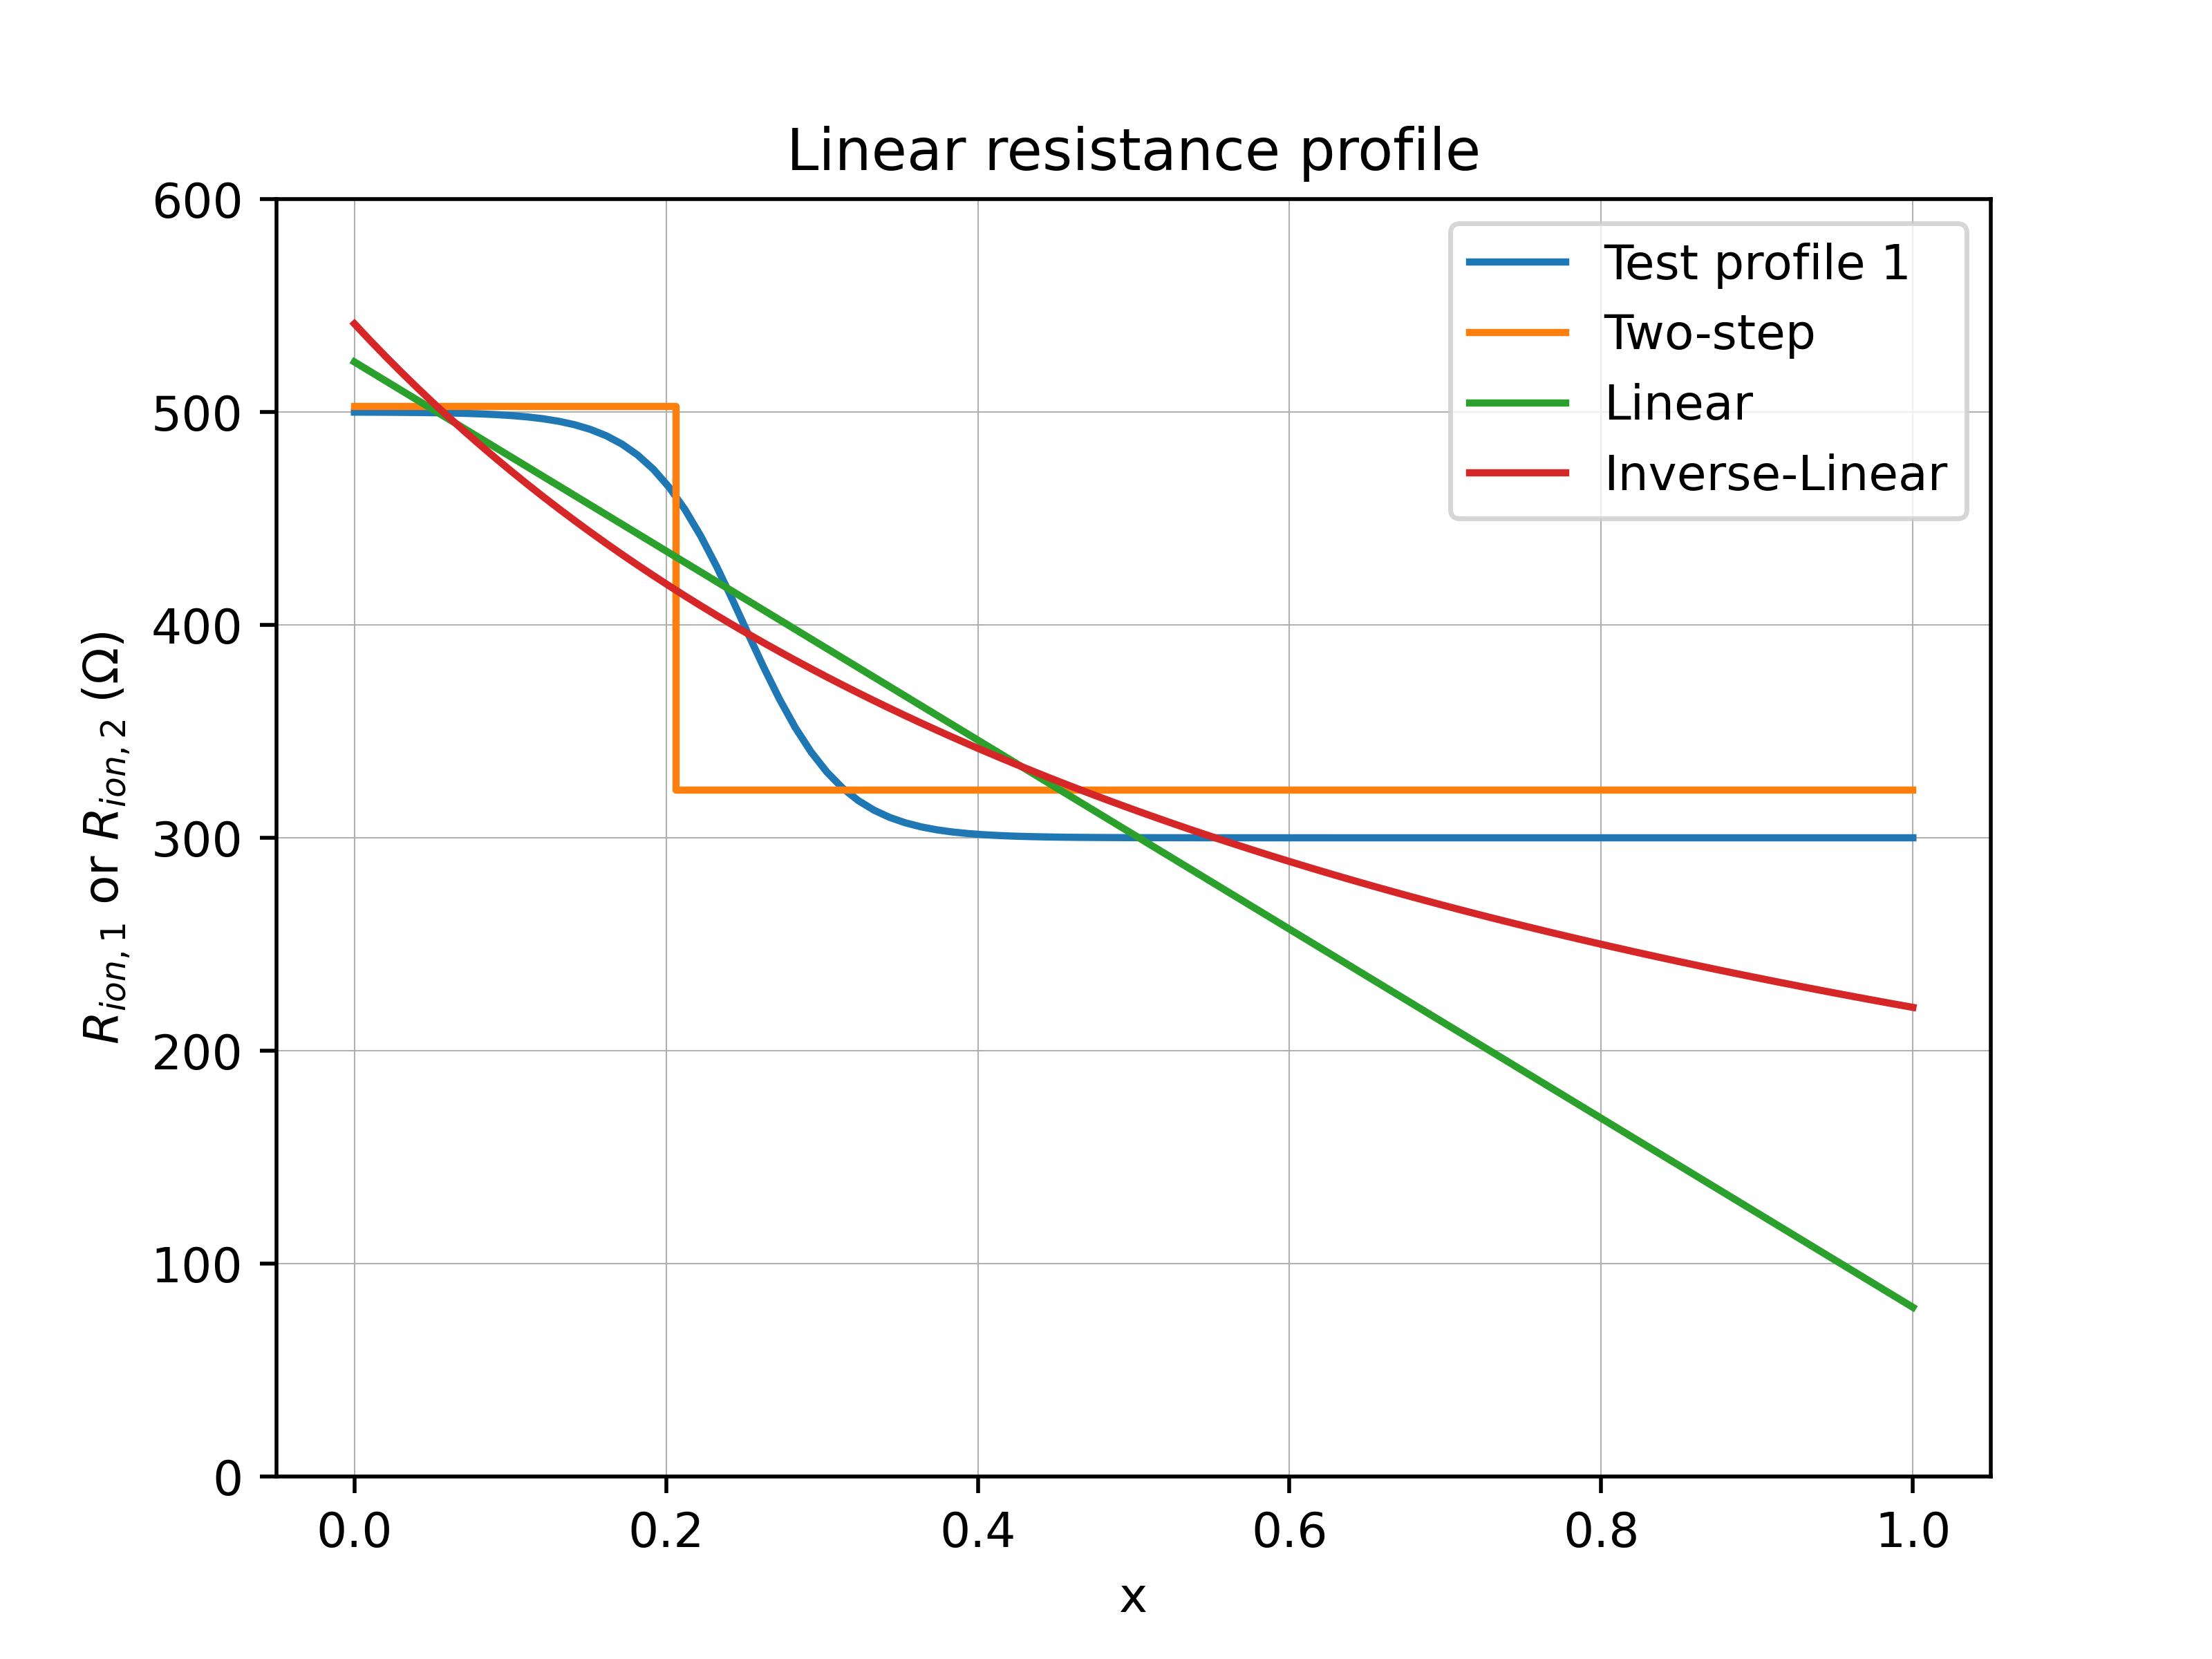 Linear resistance profile
600
500
400
300
200
100
0
R_{ion, 1} or R_{ion, 2} (Ω)
Test profile 1
Two-step
Linear
Inverse-Linear
0.0 0.2 0.4 0.6 0.8 1.0
x